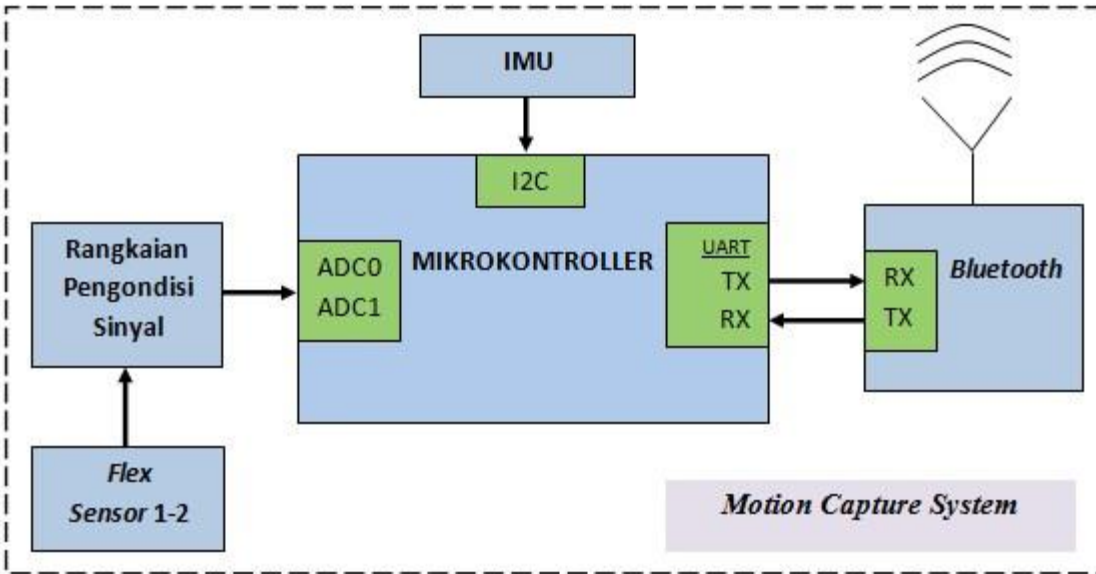 IMU
I2C
Rangkaian
Pengondisi
Sinyal
ADC0
ADC1
MIKROKONTROLLER
UART
TX
RX
RX
TX
Bluetooth
Flex
Sensor 1-2
Motion Capture System